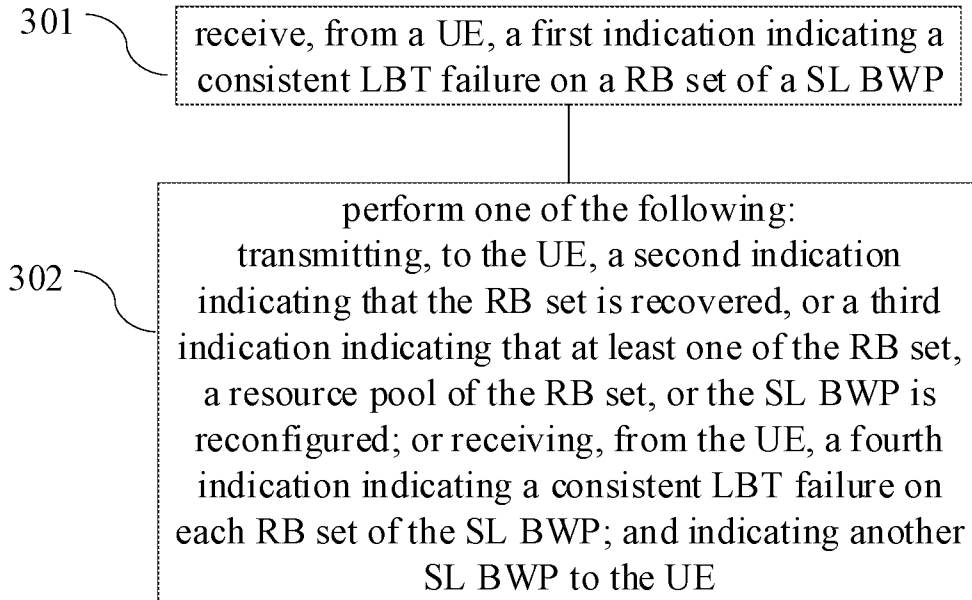 301
receive, from a UE, a first indication indicating a
consistent LBT failure on a RB set of a SL BWP
302
perform one of the following:
transmitting, to the UE, a second indication
indicating that the RB set is recovered, or a third
indication indicating that at least one of the RB set,
a resource pool of the RB set, or the SL BWP is
reconfigured; or receiving, from the UE, a fourth
indication indicating a consistent LBT failure on
each RB set of the SL BWP; and indicating another
SL BWP to the UE